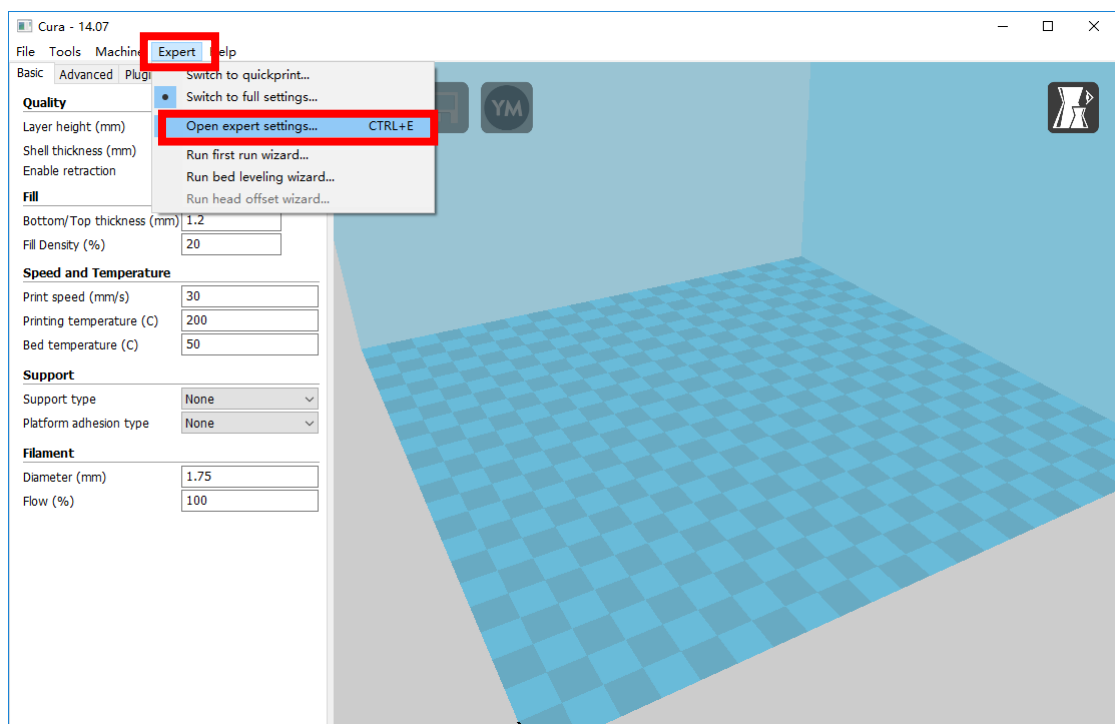 Cura - 14.07
File Tools Machine Expert Help
Basic Advanced Plugi
Switch to quickprint...
Switch to full settings...
Open expert settings... CTRL+E
Run first run wizard...
Run bed leveling wizard...
Run head offset wizard...
YM
Quality
Layer height (mm)
Shell thickness (mm)
Enable retraction
Fill
Bottom/Top thickness (mm) 1.2
Fill Density (%) 20
Speed and Temperature
Print speed (mm/s) 30
Printing temperature (C) 200
Bed temperature (C) 50
Support
Support type None
Platform adhesion type None
Filament
Diameter (mm) 1.75
Flow (%) 100